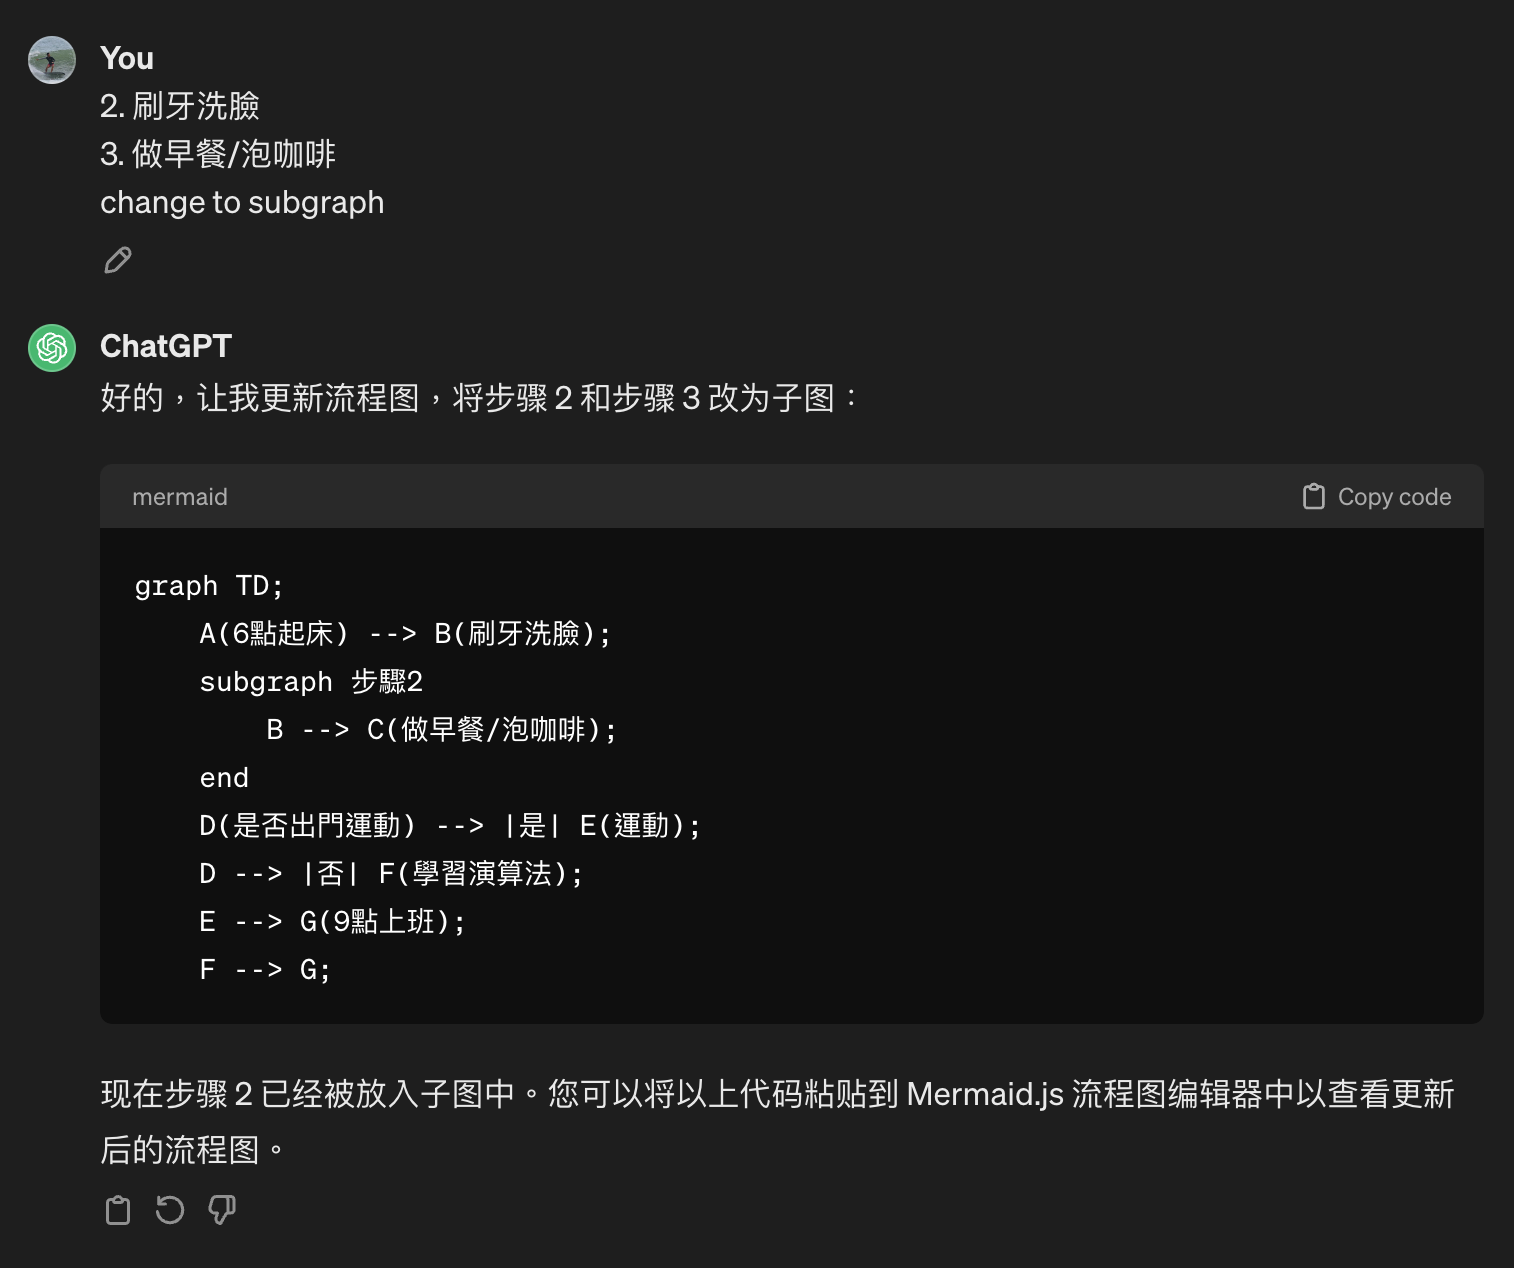 You
2. 刷牙洗臉
3. 做早餐/泡咖啡
change to subgraph
ChatGPT
好的，让我更新流程图，将步骤 2 和步骤 3 改为子图：
mermaid
Copy code
graph TD;
    A(6點起床) --> B(刷牙洗臉);
    subgraph 步驟2
        B --> C(做早餐/泡咖啡);
    end
    D(是否出門運動) --> |是| E(運動);
    D --> |否| F(學習演算法);
    E --> G(9點上班);
    F --> G;
现在步骤 2 已经被放入子图中。您可以将以上代码粘贴到 Mermaid.js 流程图编辑器中以查看更新
后的流程图。